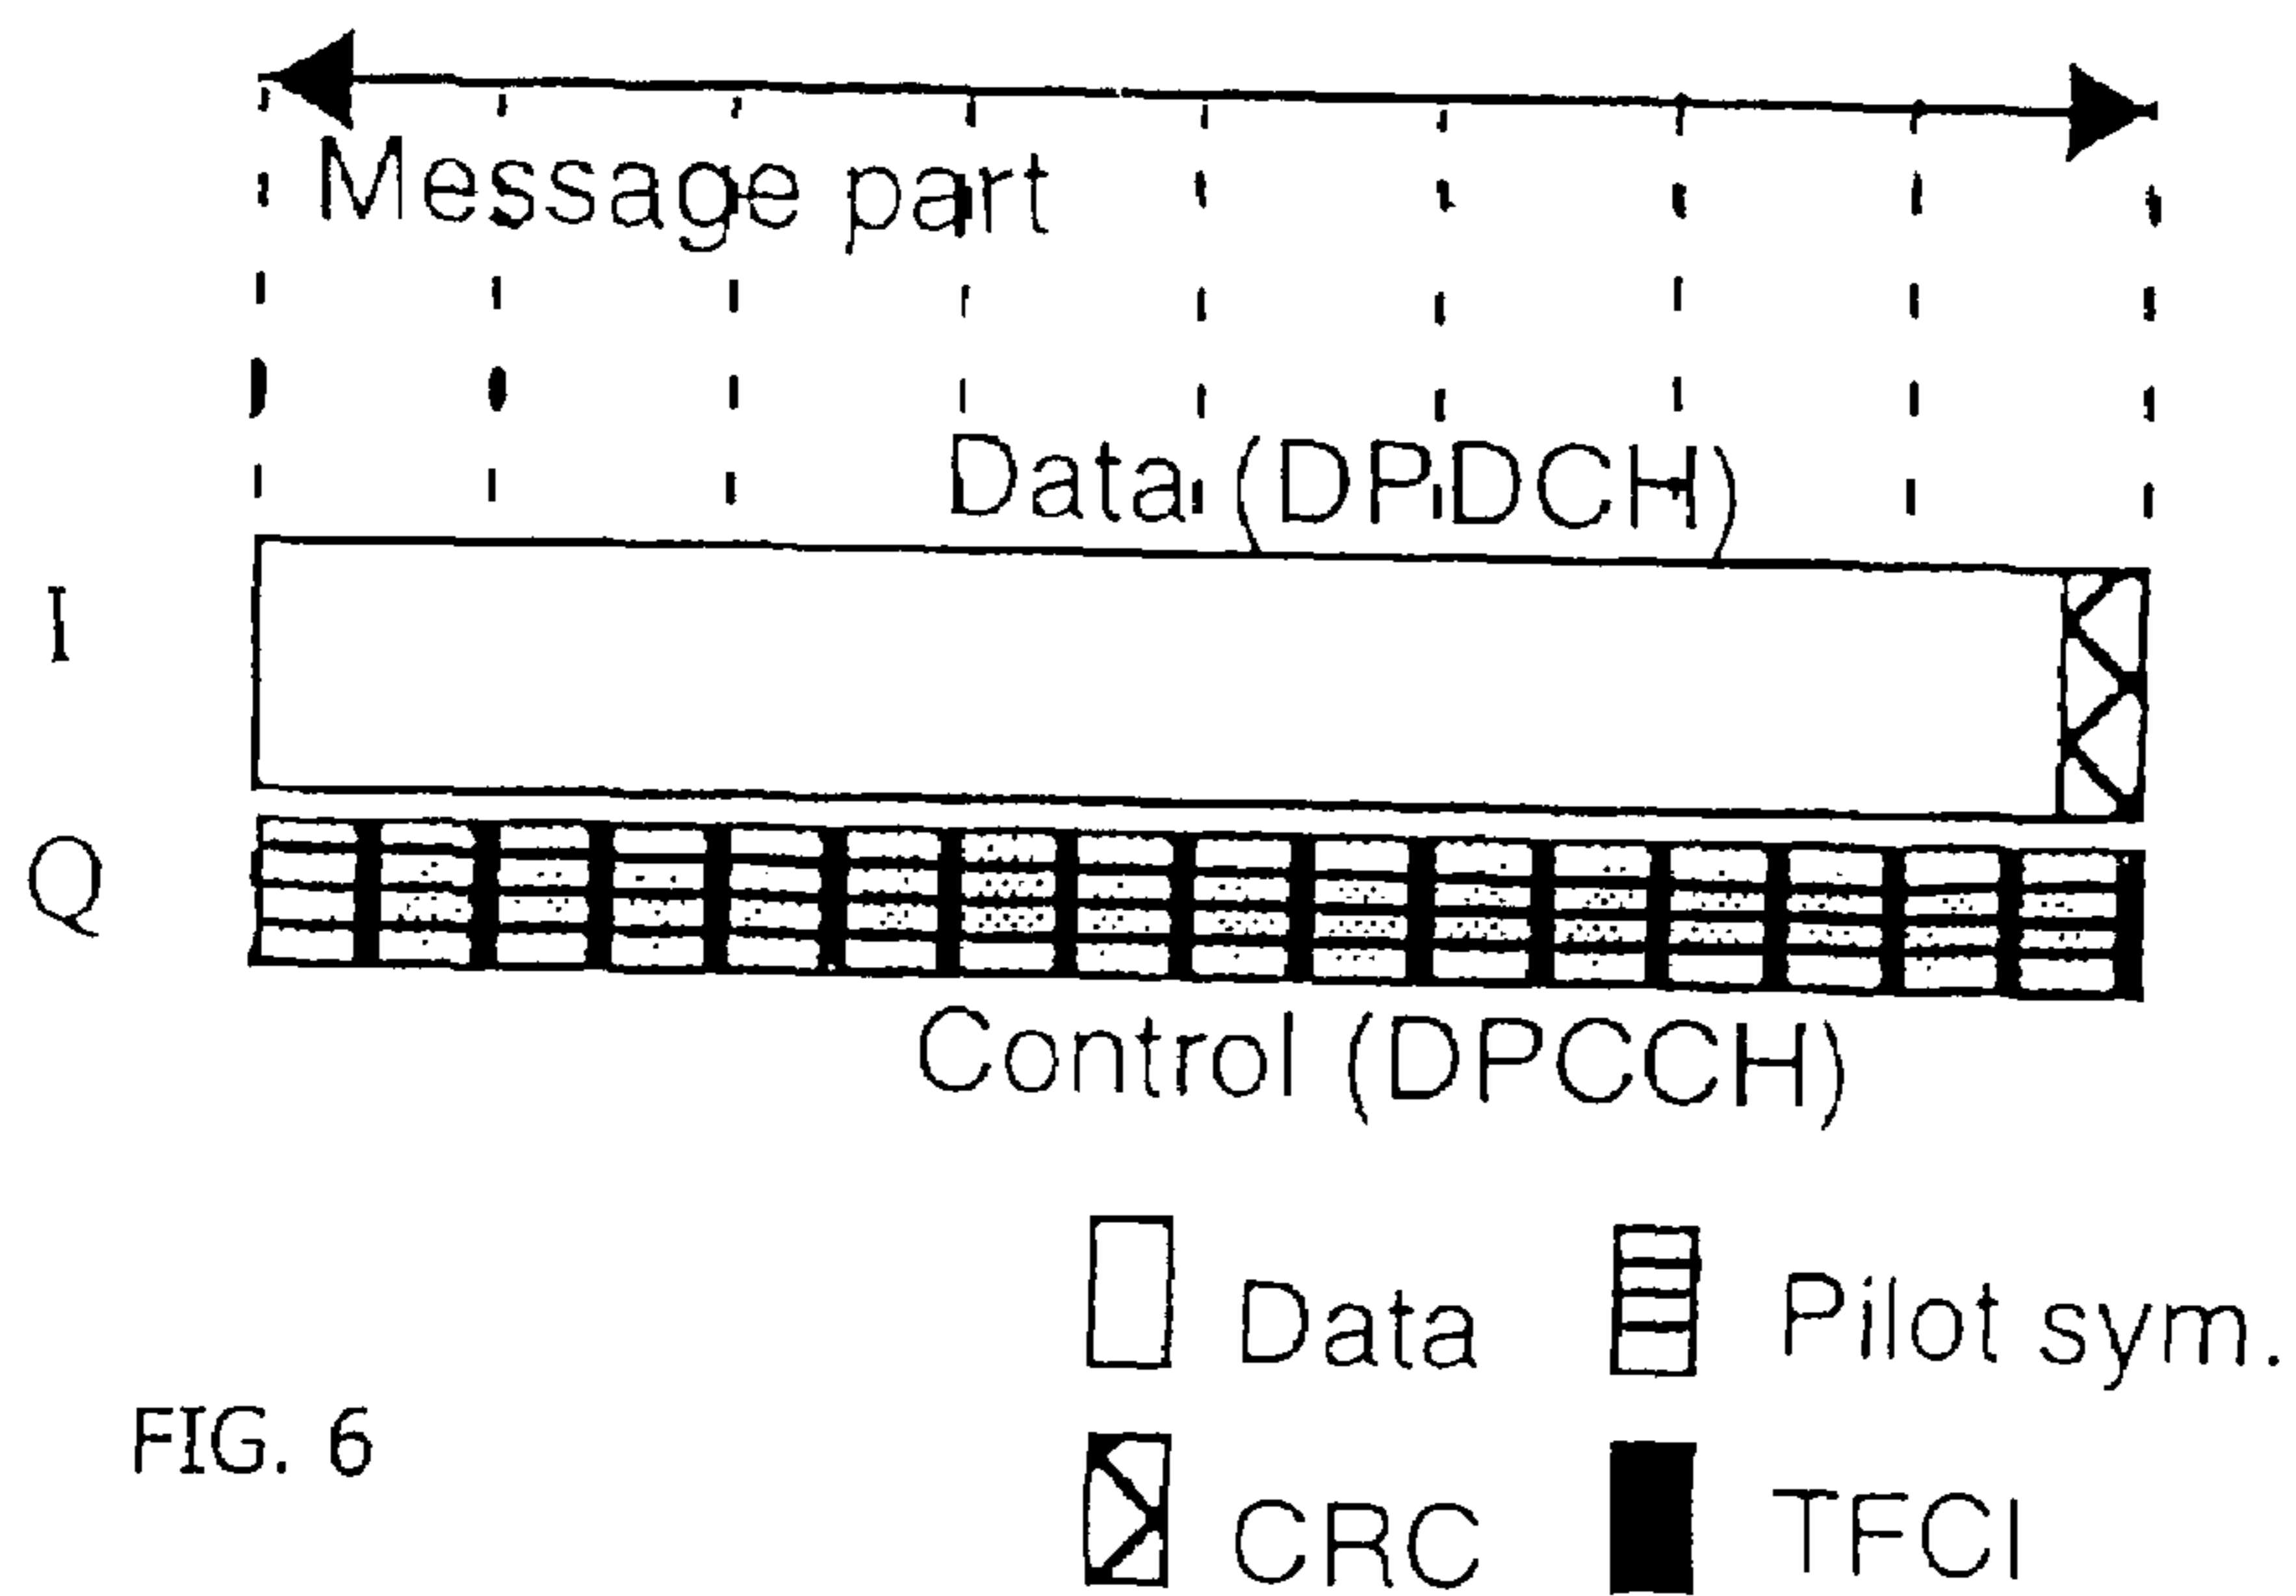 Message part
Data (DPDCH)
I
Q
Control (DPCCH)
Data
Pilot sym.
CRC
TFCI
FIG. 6